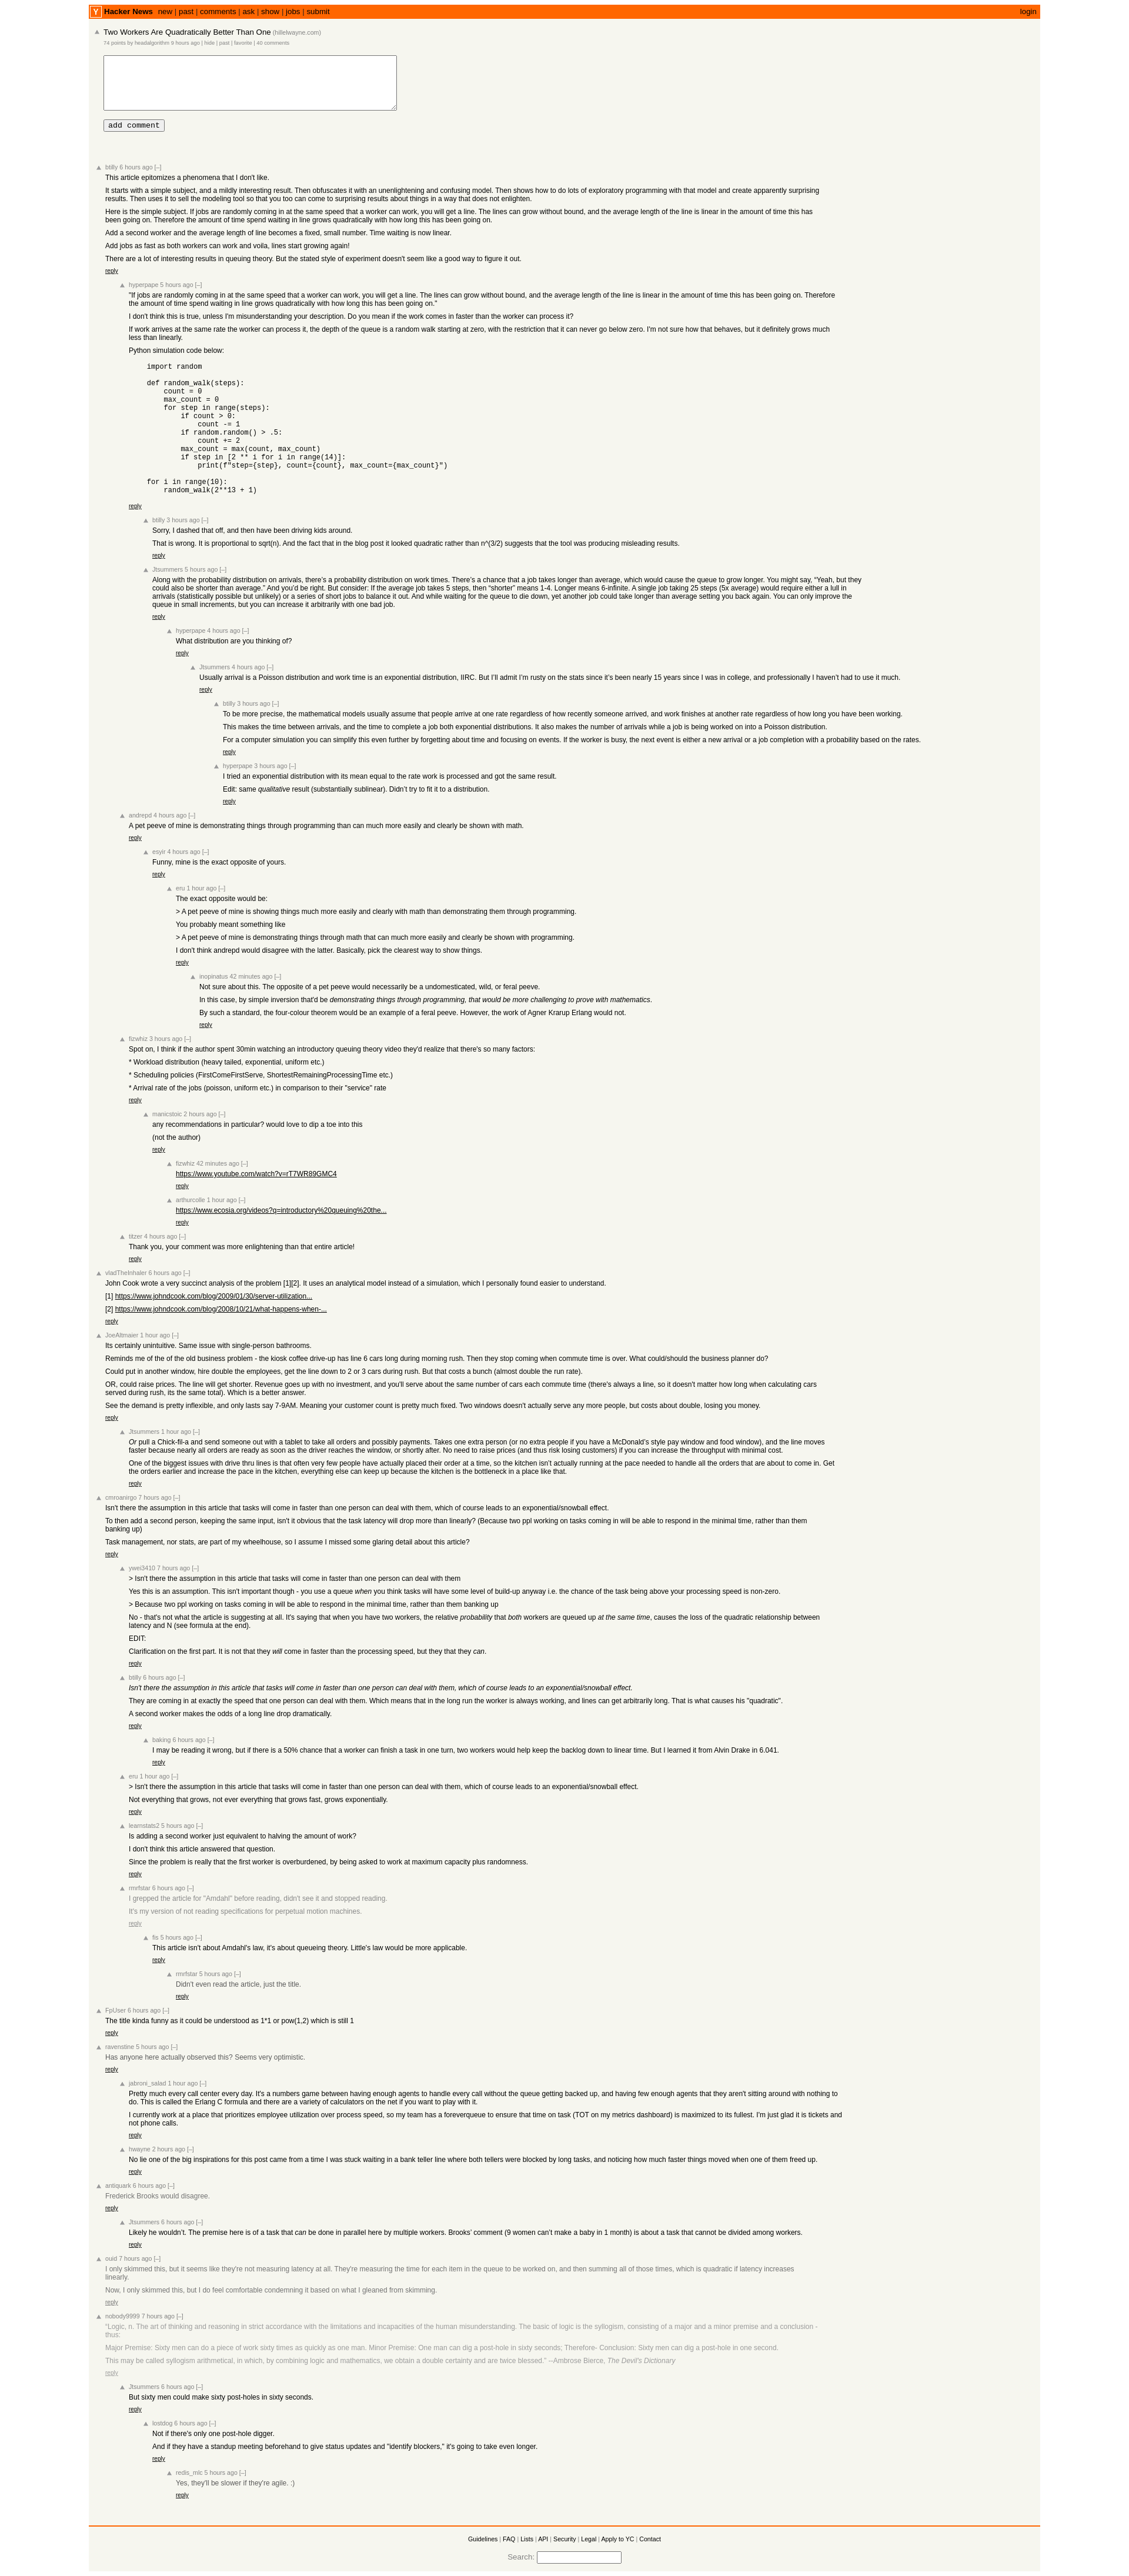 Y Hacker News new | past | comments | ask | show | jobs | submit login
Two Workers Are Quadratically Better Than One (hillelwayne.com)
74 points by headalgorithm 9 hours ago | hide | past | favorite | 40 comments
add comment
btilly 6 hours ago [–]
This article epitomizes a phenomena that I don't like.
It starts with a simple subject, and a mildly interesting result. Then obfuscates it with an unenlightening and confusing model. Then shows how to do lots of exploratory programming with that model and create apparently surprising
results. Then uses it to sell the modeling tool so that you too can come to surprising results about things in a way that does not enlighten.
Here is the simple subject. If jobs are randomly coming in at the same speed that a worker can work, you will get a line. The lines can grow without bound, and the average length of the line is linear in the amount of time this has
been going on. Therefore the amount of time spend waiting in line grows quadratically with how long this has been going on.
Add a second worker and the average length of line becomes a fixed, small number. Time waiting is now linear.
Add jobs as fast as both workers can work and voila, lines start growing again!
There are a lot of interesting results in queuing theory. But the stated style of experiment doesn't seem like a good way to figure it out.
reply
hyperpape 5 hours ago [–]
"If jobs are randomly coming in at the same speed that a worker can work, you will get a line. The lines can grow without bound, and the average length of the line is linear in the amount of time this has been going on. Therefore
the amount of time spend waiting in line grows quadratically with how long this has been going on."
I don't think this is true, unless I'm misunderstanding your description. Do you mean if the work comes in faster than the worker can process it?
If work arrives at the same rate the worker can process it, the depth of the queue is a random walk starting at zero, with the restriction that it can never go below zero. I'm not sure how that behaves, but it definitely grows much
less than linearly.
Python simulation code below:
import random
def random_walk(steps):
count = 0
max_count = 0
for step in range(steps):
if count > 0:
count -= 1
if random.random() > .5:
count += 2
max_count = max(count, max_count)
if step in [2 ** i for i in range(14)]:
print(f"step={step}, count={count}, max_count={max_count}")
for i in range(10):
random_walk(2**13 + 1)
reply
btilly 3 hours ago [–]
Sorry, I dashed that off, and then have been driving kids around.
That is wrong. It is proportional to sqrt(n). And the fact that in the blog post it looked quadratic rather than n^(3/2) suggests that the tool was producing misleading results.
reply
Jtsummers 5 hours ago [–]
Along with the probability distribution on arrivals, there's a probability distribution on work times. There's a chance that a job takes longer than average, which would cause the queue to grow longer. You might say, "Yeah, but they
could also be shorter than average." And you'd be right. But consider: If the average job takes 5 steps, then "shorter" means 1-4. Longer means 6-infinite. A single job taking 25 steps (5x average) would require either a lull in
arrivals (statistically possible but unlikely) or a series of short jobs to balance it out. And while waiting for the queue to die down, yet another job could take longer than average setting you back again. You can only improve the
queue in small increments, but you can increase it arbitrarily with one bad job.
reply
hyperpape 4 hours ago [–]
What distribution are you thinking of?
reply
Jtsummers 4 hours ago [–]
Usually arrival is a Poisson distribution and work time is an exponential distribution, IIRC. But I'll admit I'm rusty on the stats since it's been nearly 15 years since I was in college, and professionally I haven't had to use it much.
reply
btilly 3 hours ago [–]
To be more precise, the mathematical models usually assume that people arrive at one rate regardless of how recently someone arrived, and work finishes at another rate regardless of how long you have been working.
This makes the time between arrivals, and the time to complete a job both exponential distributions. It also makes the number of arrivals while a job is being worked on into a Poisson distribution.
For a computer simulation you can simplify this even further by forgetting about time and focusing on events. If the worker is busy, the next event is either a new arrival or a job completion with a probability based on the rates.
reply
hyperpape 3 hours ago [–]
I tried an exponential distribution with its mean equal to the rate work is processed and got the same result.
Edit: same qualitative result (substantially sublinear). Didn't try to fit it to a distribution.
reply
andrepd 4 hours ago [–]
A pet peeve of mine is demonstrating things through programming than can much more easily and clearly be shown with math.
reply
esyir 4 hours ago [–]
Funny, mine is the exact opposite of yours.
reply
eru 1 hour ago [–]
The exact opposite would be:
> A pet peeve of mine is showing things much more easily and clearly with math than demonstrating them through programming.
You probably meant something like
> A pet peeve of mine is demonstrating things through math that can much more easily and clearly be shown with programming.
I don't think andrepd would disagree with the latter. Basically, pick the clearest way to show things.
reply
inopinatus 42 minutes ago [–]
Not sure about this. The opposite of a pet peeve would necessarily be a undomesticated, wild, or feral peeve.
In this case, by simple inversion that'd be demonstrating things through programming, that would be more challenging to prove with mathematics.
By such a standard, the four-colour theorem would be an example of a feral peeve. However, the work of Agner Krarup Erlang would not.
reply
fizwhiz 3 hours ago [–]
Spot on, I think if the author spent 30min watching an introductory queuing theory video they'd realize that there's so many factors:
* Workload distribution (heavy tailed, exponential, uniform etc.)
* Scheduling policies (FirstComeFirstServe, ShortestRemainingProcessingTime etc.)
* Arrival rate of the jobs (poisson, uniform etc.) in comparison to their "service" rate
reply
manicstoic 2 hours ago [–]
any recommendations in particular? would love to dip a toe into this
(not the author)
reply
fizwhiz 42 minutes ago [–]
https://www.youtube.com/watch?v=rT7WR89GMC4
reply
arthurcolle 1 hour ago [–]
https://www.ecosia.org/videos?q=introductory%20queuing%20the...
reply
titzer 4 hours ago [–]
Thank you, your comment was more enlightening than that entire article!
reply
vladTheInhaler 6 hours ago [–]
John Cook wrote a very succinct analysis of the problem [1][2]. It uses an analytical model instead of a simulation, which I personally found easier to understand.
[1] https://www.johndcook.com/blog/2009/01/30/server-utilization...
[2] https://www.johndcook.com/blog/2008/10/21/what-happens-when-...
reply
JoeAltmaier 1 hour ago [–]
Its certainly unintuitive. Same issue with single-person bathrooms.
Reminds me of the of the old business problem - the kiosk coffee drive-up has line 6 cars long during morning rush. Then they stop coming when commute time is over. What could/should the business planner do?
Could put in another window, hire double the employees, get the line down to 2 or 3 cars during rush. But that costs a bunch (almost double the run rate).
OR, could raise prices. The line will get shorter. Revenue goes up with no investment, and you'll serve about the same number of cars each commute time (there's always a line, so it doesn't matter how long when calculating cars
served during rush, its the same total). Which is a better answer.
See the demand is pretty inflexible, and only lasts say 7-9AM. Meaning your customer count is pretty much fixed. Two windows doesn't actually serve any more people, but costs about double, losing you money.
reply
Jtsummers 1 hour ago [–]
Or pull a Chick-fil-a and send someone out with a tablet to take all orders and possibly payments. Takes one extra person (or no extra people if you have a McDonald's style pay window and food window), and the line moves
faster because nearly all orders are ready as soon as the driver reaches the window, or shortly after. No need to raise prices (and thus risk losing customers) if you can increase the throughput with minimal cost.
One of the biggest issues with drive thru lines is that often very few people have actually placed their order at a time, so the kitchen isn't actually running at the pace needed to handle all the orders that are about to come in. Get
the orders earlier and increase the pace in the kitchen, everything else can keep up because the kitchen is the bottleneck in a place like that.
reply
cmroanirgo 7 hours ago [–]
Isn't there the assumption in this article that tasks will come in faster than one person can deal with them, which of course leads to an exponential/snowball effect.
To then add a second person, keeping the same input, isn't it obvious that the task latency will drop more than linearly? (Because two ppl working on tasks coming in will be able to respond in the minimal time, rather than them
banking up)
Task management, nor stats, are part of my wheelhouse, so I assume I missed some glaring detail about this article?
reply
ywei3410 7 hours ago [–]
> Isn't there the assumption in this article that tasks will come in faster than one person can deal with them
Yes this is an assumption. This isn't important though - you use a queue when you think tasks will have some level of build-up anyway i.e. the chance of the task being above your processing speed is non-zero.
> Because two ppl working on tasks coming in will be able to respond in the minimal time, rather than them banking up
No - that's not what the article is suggesting at all. It's saying that when you have two workers, the relative probability that both workers are queued up at the same time, causes the loss of the quadratic relationship between
latency and N (see formula at the end).
EDIT:
Clarification on the first part. It is not that they will come in faster than the processing speed, but they that they can.
reply
btilly 6 hours ago [–]
Isn't there the assumption in this article that tasks will come in faster than one person can deal with them, which of course leads to an exponential/snowball effect.
They are coming in at exactly the speed that one person can deal with them. Which means that in the long run the worker is always working, and lines can get arbitrarily long. That is what causes his "quadratic".
A second worker makes the odds of a long line drop dramatically.
reply
baking 6 hours ago [–]
I may be reading it wrong, but if there is a 50% chance that a worker can finish a task in one turn, two workers would help keep the backlog down to linear time. But I learned it from Alvin Drake in 6.041.
reply
eru 1 hour ago [–]
> Isn't there the assumption in this article that tasks will come in faster than one person can deal with them, which of course leads to an exponential/snowball effect.
Not everything that grows, not ever everything that grows fast, grows exponentially.
reply
learnstats2 5 hours ago [–]
Is adding a second worker just equivalent to halving the amount of work?
I don't think this article answered that question.
Since the problem is really that the first worker is overburdened, by being asked to work at maximum capacity plus randomness.
reply
rmrfstar 6 hours ago [–]
I grepped the article for "Amdahl" before reading, didn't see it and stopped reading.
It's my version of not reading specifications for perpetual motion machines.
reply
fis 5 hours ago [–]
This article isn't about Amdahl's law, it's about queueing theory. Little's law would be more applicable.
reply
rmrfstar 5 hours ago [–]
Didn't even read the article, just the title.
reply
FpUser 6 hours ago [–]
The title kinda funny as it could be understood as 1*1 or pow(1,2) which is still 1
reply
ravenstine 5 hours ago [–]
Has anyone here actually observed this? Seems very optimistic.
reply
jabroni_salad 1 hour ago [–]
Pretty much every call center every day. It's a numbers game between having enough agents to handle every call without the queue getting backed up, and having few enough agents that they aren't sitting around with nothing to
do. This is called the Erlang C formula and there are a variety of calculators on the net if you want to play with it.
I currently work at a place that prioritizes employee utilization over process speed, so my team has a foreverqueue to ensure that time on task (TOT on my metrics dashboard) is maximized to its fullest. I'm just glad it is tickets and
not phone calls.
reply
hwayne 2 hours ago [–]
No lie one of the big inspirations for this post came from a time I was stuck waiting in a bank teller line where both tellers were blocked by long tasks, and noticing how much faster things moved when one of them freed up.
reply
antiquark 6 hours ago [–]
Frederick Brooks would disagree.
reply
Jtsummers 6 hours ago [–]
Likely he wouldn't. The premise here is of a task that can be done in parallel here by multiple workers. Brooks' comment (9 women can't make a baby in 1 month) is about a task that cannot be divided among workers.
reply
ouid 7 hours ago [–]
I only skimmed this, but it seems like they're not measuring latency at all. They're measuring the time for each item in the queue to be worked on, and then summing all of those times, which is quadratic if latency increases
linearly.
Now, I only skimmed this, but I do feel comfortable condemning it based on what I gleaned from skimming.
reply
nobody9999 7 hours ago [–]
"Logic, n. The art of thinking and reasoning in strict accordance with the limitations and incapacities of the human misunderstanding. The basic of logic is the syllogism, consisting of a major and a minor premise and a conclusion -
thus:
Major Premise: Sixty men can do a piece of work sixty times as quickly as one man. Minor Premise: One man can dig a post-hole in sixty seconds; Therefore- Conclusion: Sixty men can dig a post-hole in one second.
This may be called syllogism arithmetical, in which, by combining logic and mathematics, we obtain a double certainty and are twice blessed." --Ambrose Bierce, The Devil's Dictionary
reply
Jtsummers 6 hours ago [–]
But sixty men could make sixty post-holes in sixty seconds.
reply
lostdog 6 hours ago [–]
Not if there's only one post-hole digger.
And if they have a standup meeting beforehand to give status updates and "identify blockers," it's going to take even longer.
reply
redis_mlc 5 hours ago [–]
Yes, they'll be slower if they're agile. :)
reply
Guidelines | FAQ | Lists | API | Security | Legal | Apply to YC | Contact
Search: